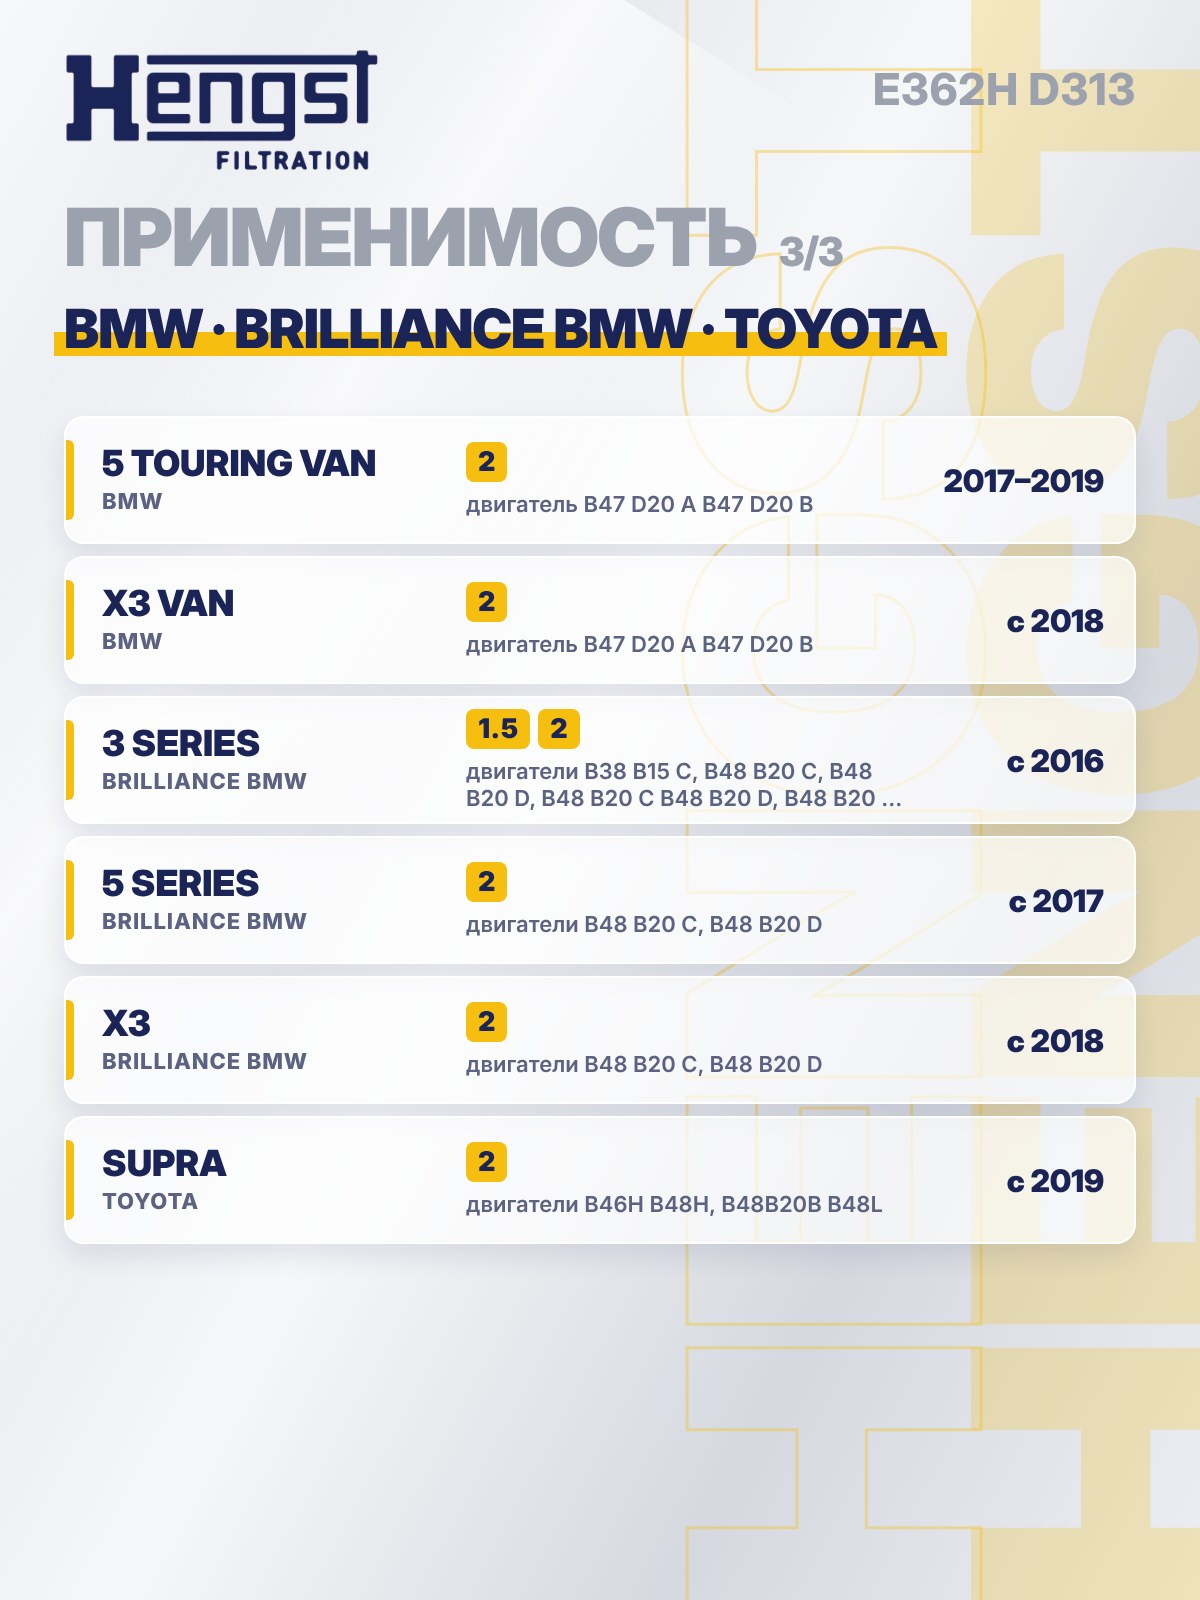 Hengst
FILTRATION
E362H D313
ПРИМЕНИМОСТЬ 3/3
BMW · BRILLIANCE BMW · TOYOTA
5 TOURING VAN
BMW
2
двигатель B47 D20 A B47 D20 B
2017–2019
X3 VAN
BMW
2
двигатель B47 D20 A B47 D20 B
с 2018
3 SERIES
BRILLIANCE BMW
1.5 2
двигатели B38 B15 C, B48 B20 C, B48
B20 D, B48 B20 C B48 B20 D, B48 B20 ...
с 2016
5 SERIES
BRILLIANCE BMW
2
двигатели B48 B20 C, B48 B20 D
с 2017
X3
BRILLIANCE BMW
2
двигатели B48 B20 C, B48 B20 D
с 2018
SUPRA
TOYOTA
2
двигатели B46H B48H, B48B20B B48L
с 2019
HENGST
HENGST